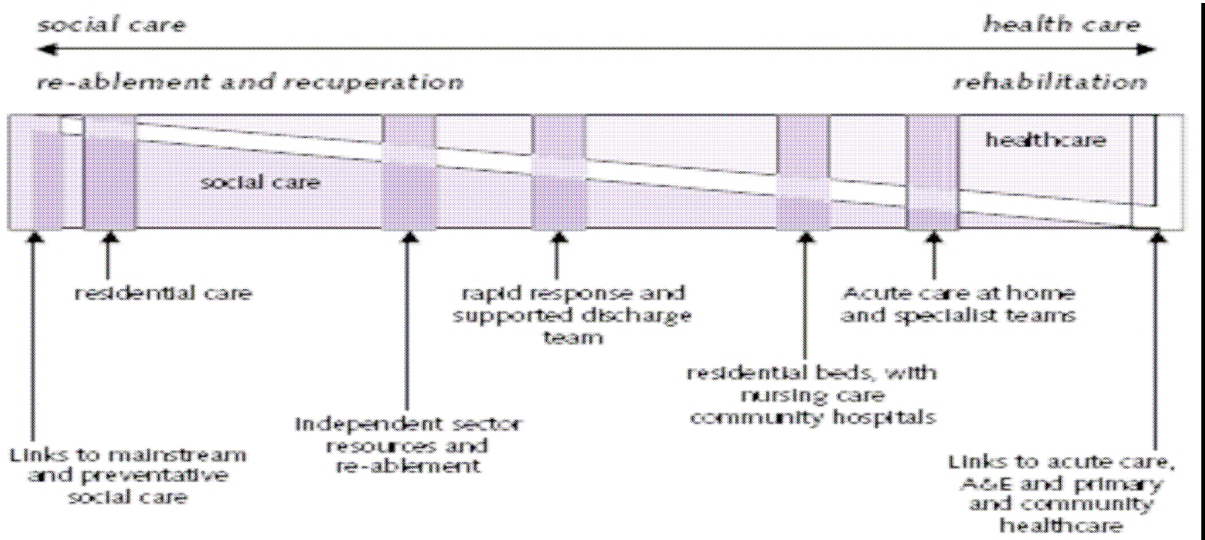 social care
health care
re-ablement and recuperation
rehabilitation
healthcare
social care
residential care
rapid response and
supported discharge
team
Acute care at home
and specialist teams
residential beds, with
nursing care
community hospitals
Independent sector
resources and
re-ablement
Links to mainstream
and preventative
social care
Links to acute care,
A&E and primary
and community
healthcare